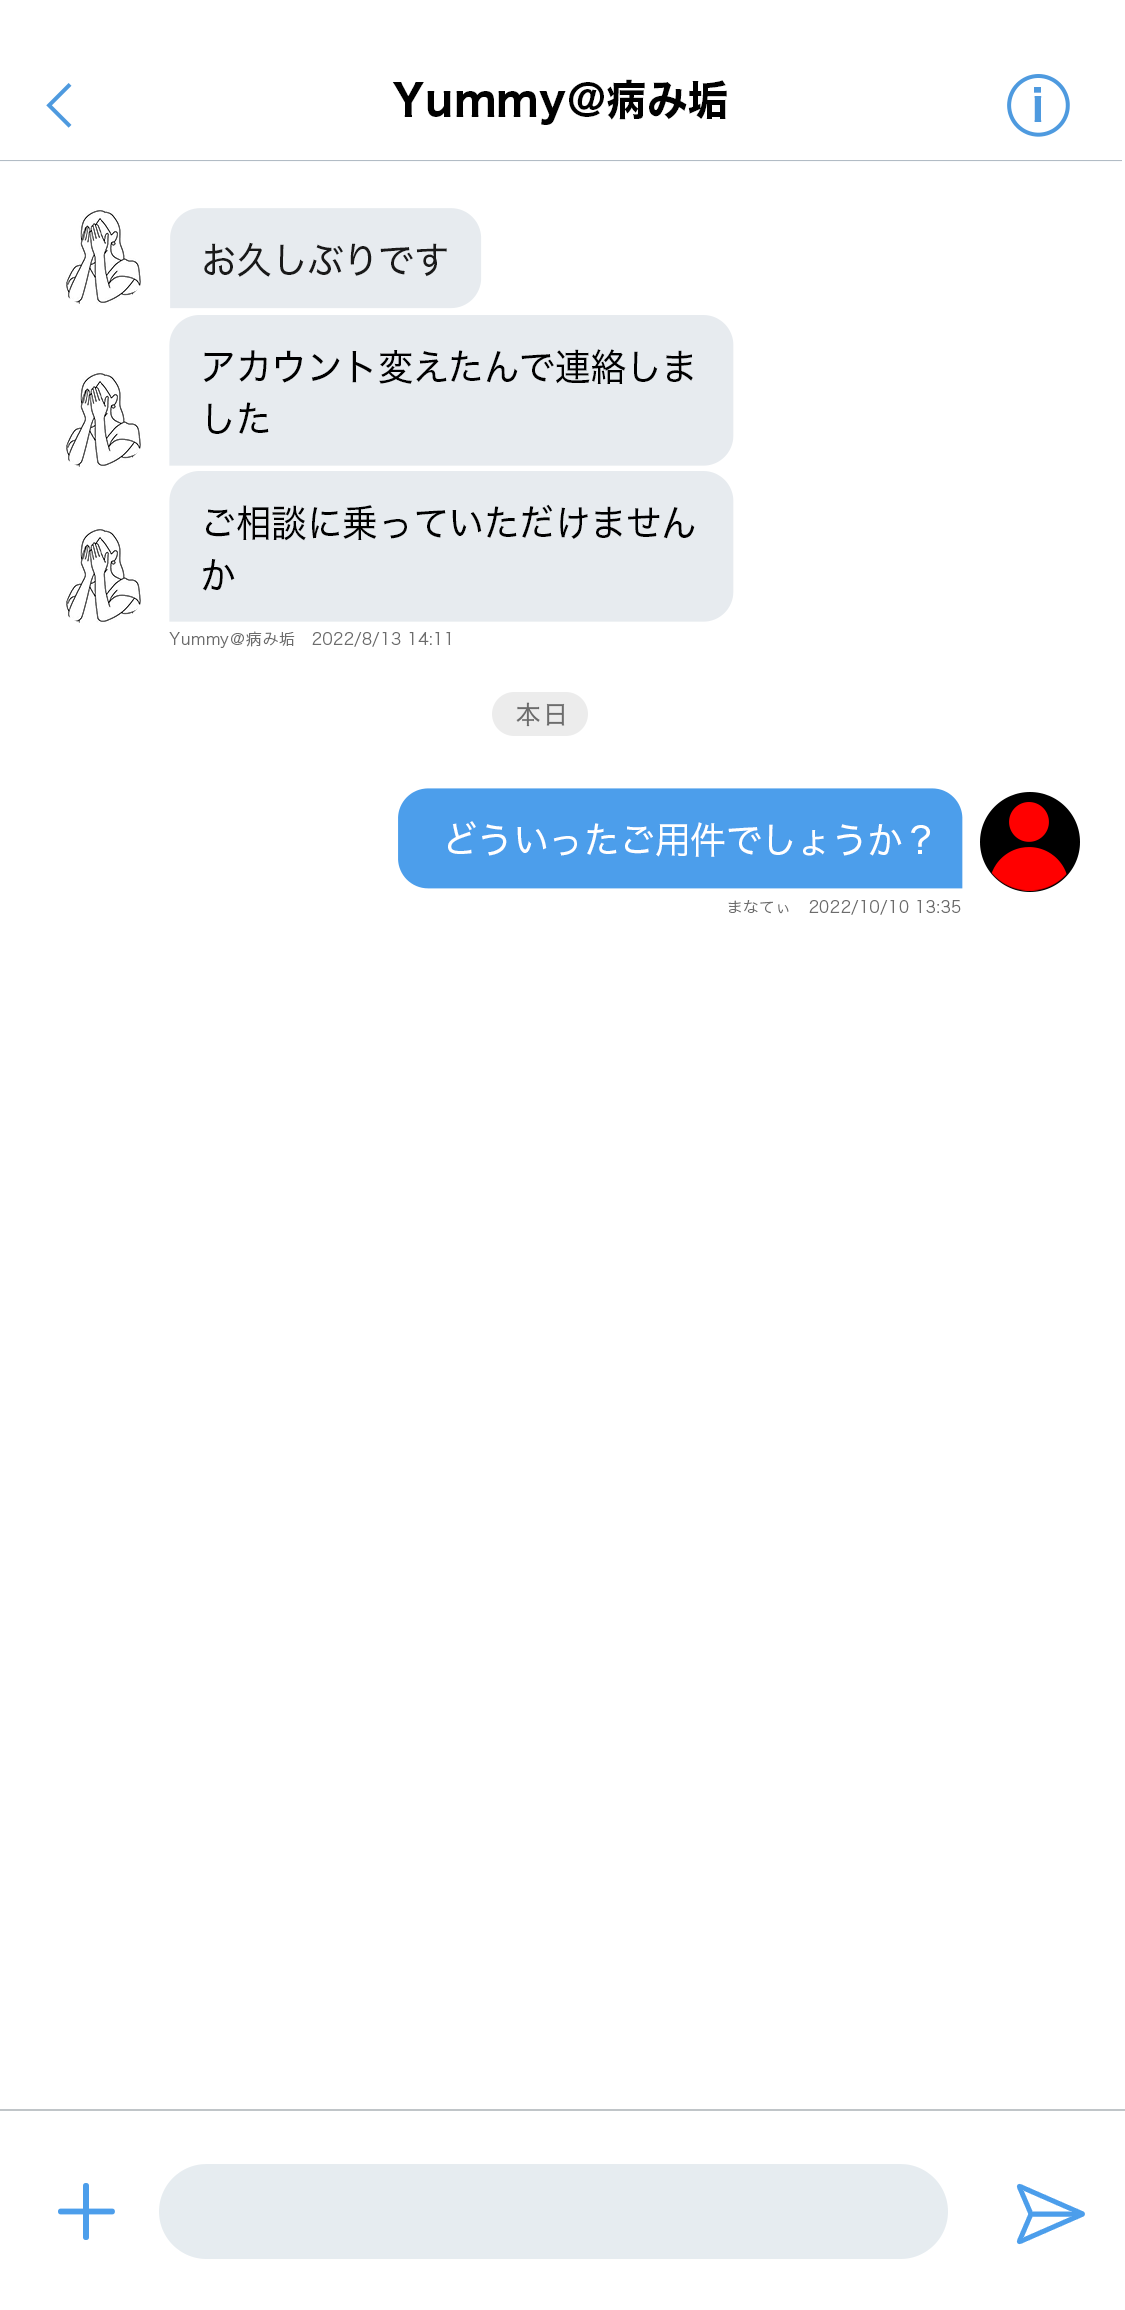 Yummy@病み垢
お久しぶりです
アカウント変えたんで連絡しま
した
ご相談に乗っていただけません
か
Yummy@病み垢　2022/8/13 14:11
本日
どういったご用件でしょうか？
まなてぃ　2022/10/10 13:35